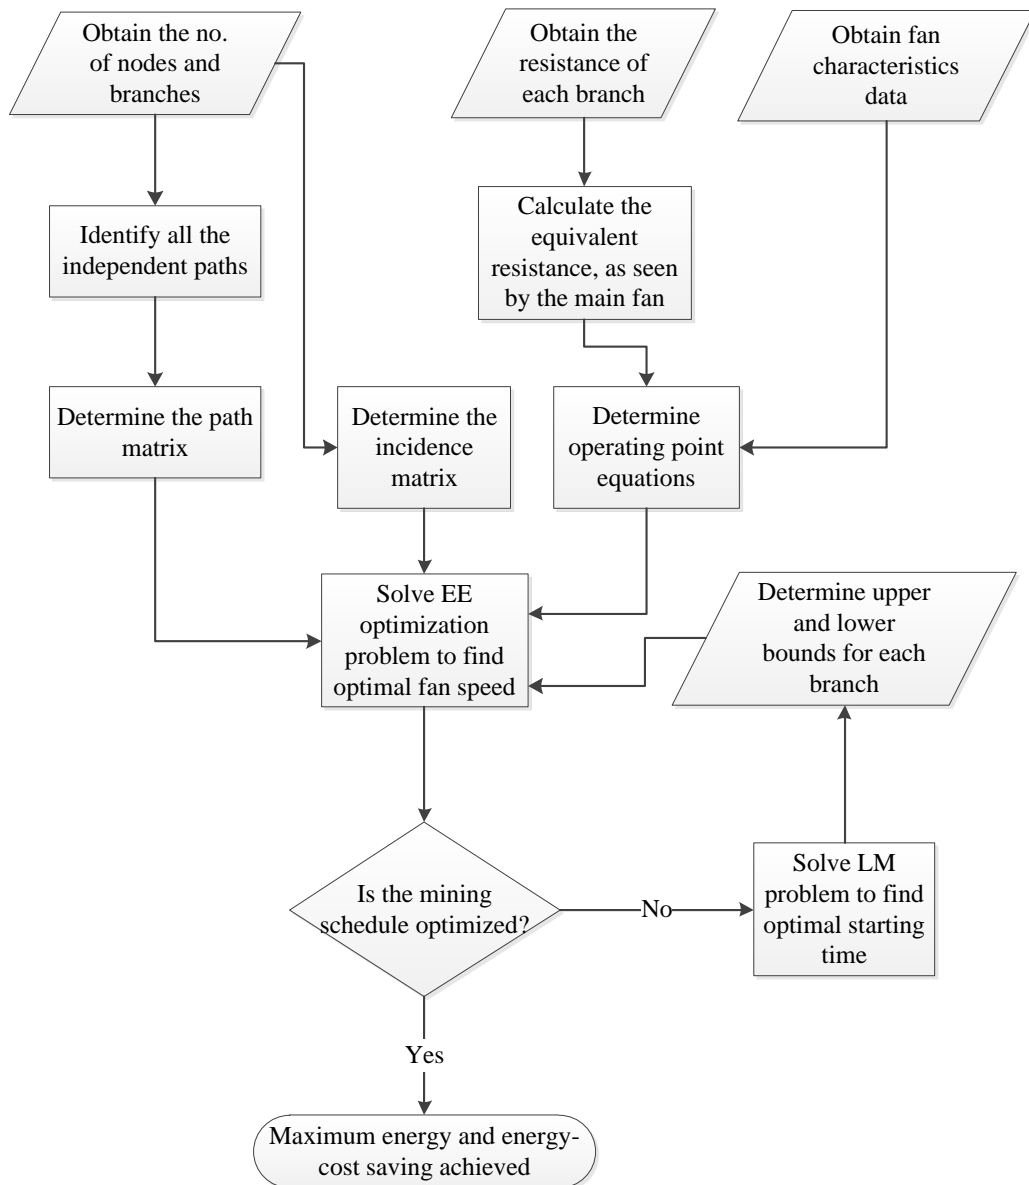 Obtain the no.
of nodes and
branches
Obtain the
resistance of
each branch
Obtain fan
characteristics
data
Identify all the
independent paths
Calculate the
equivalent
resistance, as seen
by the main fan
Determine the path
matrix
Determine the
incidence
matrix
Determine
operating point
equations
Solve EE
optimization
problem to find
optimal fan speed
Determine upper
and lower
bounds for each
branch
Is the mining
schedule optimized?
No
Solve LM
problem to find
optimal starting
time
Yes
Maximum energy and energy-
cost saving achieved